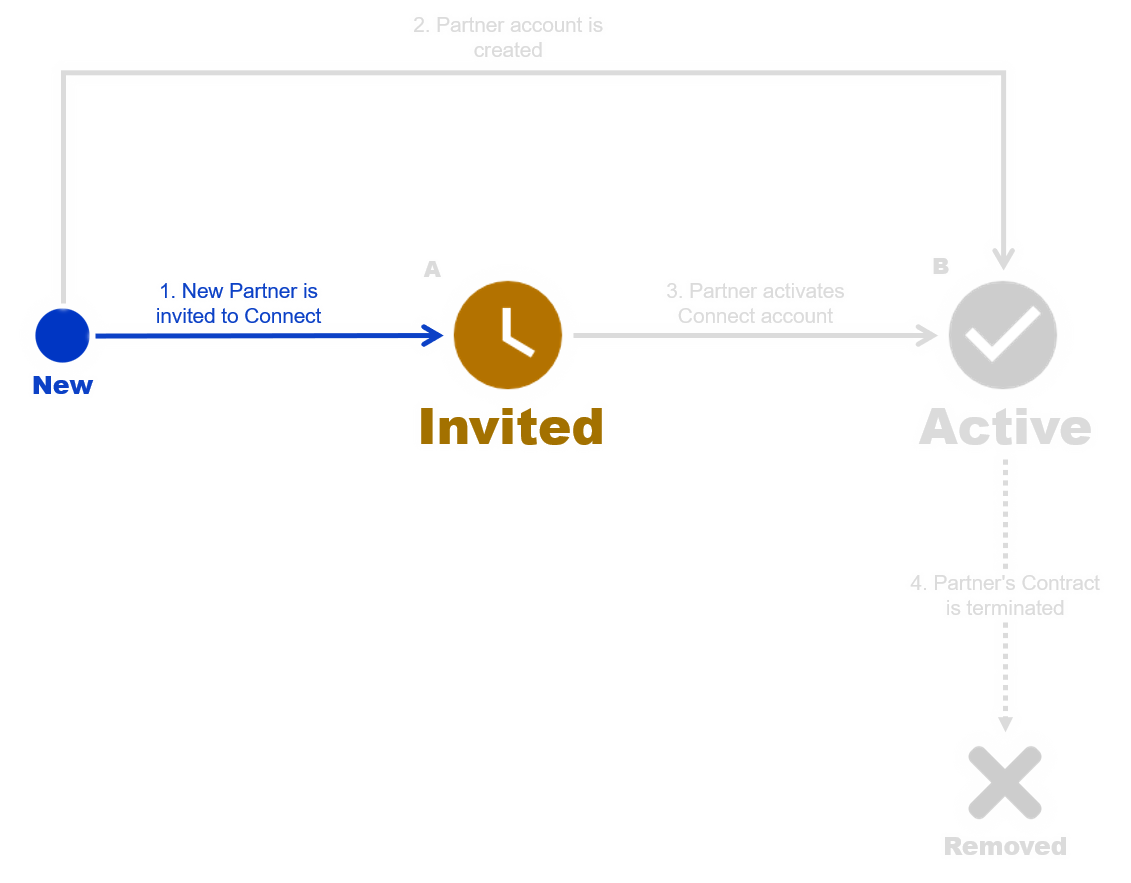 2. Partner account is
created
A
B
1. New Partner is
invited to Connect
3. Partner activates
Connect account
New
Invited
Active
4. Partner's Contract
is terminated
Removed